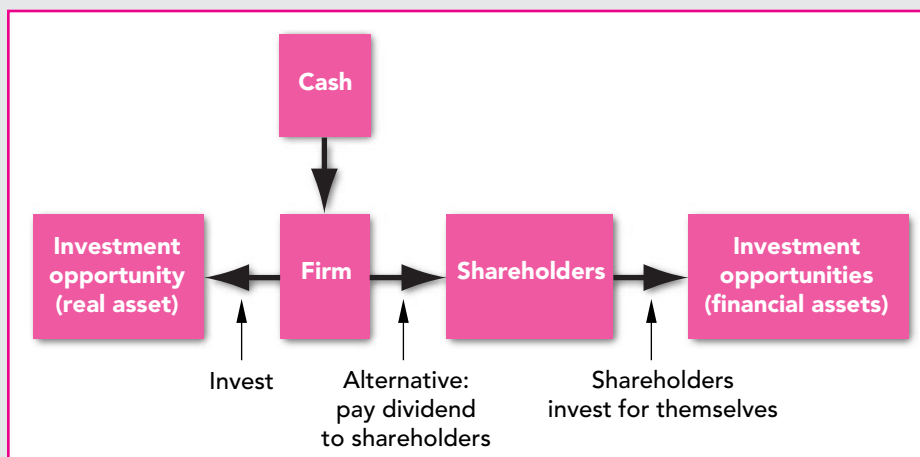 Cash
Investment
opportunity
(real asset)
Firm
Shareholders
Investment
opportunities
(financial assets)
Invest
Alternative:
pay dividend
to shareholders
Shareholders
invest for themselves